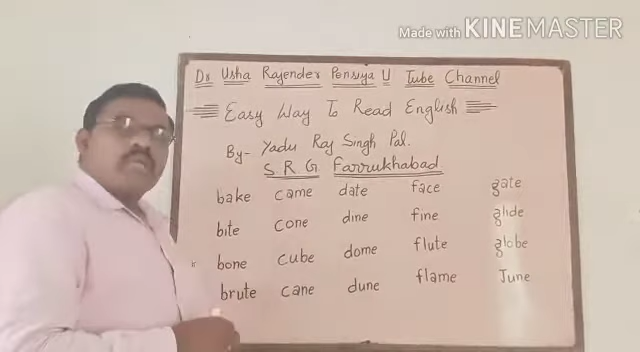 Made with KINEMASTER
Dr Usha Rajender Pensiya U Tube Channel
Easy Way To Read English
By- Yadu Raj Singh Pal.
S.R.G Farrukhabad
bake came date face gate
bite cone dine fine glide
bone cube dome flute globe
brute cane dune flame June